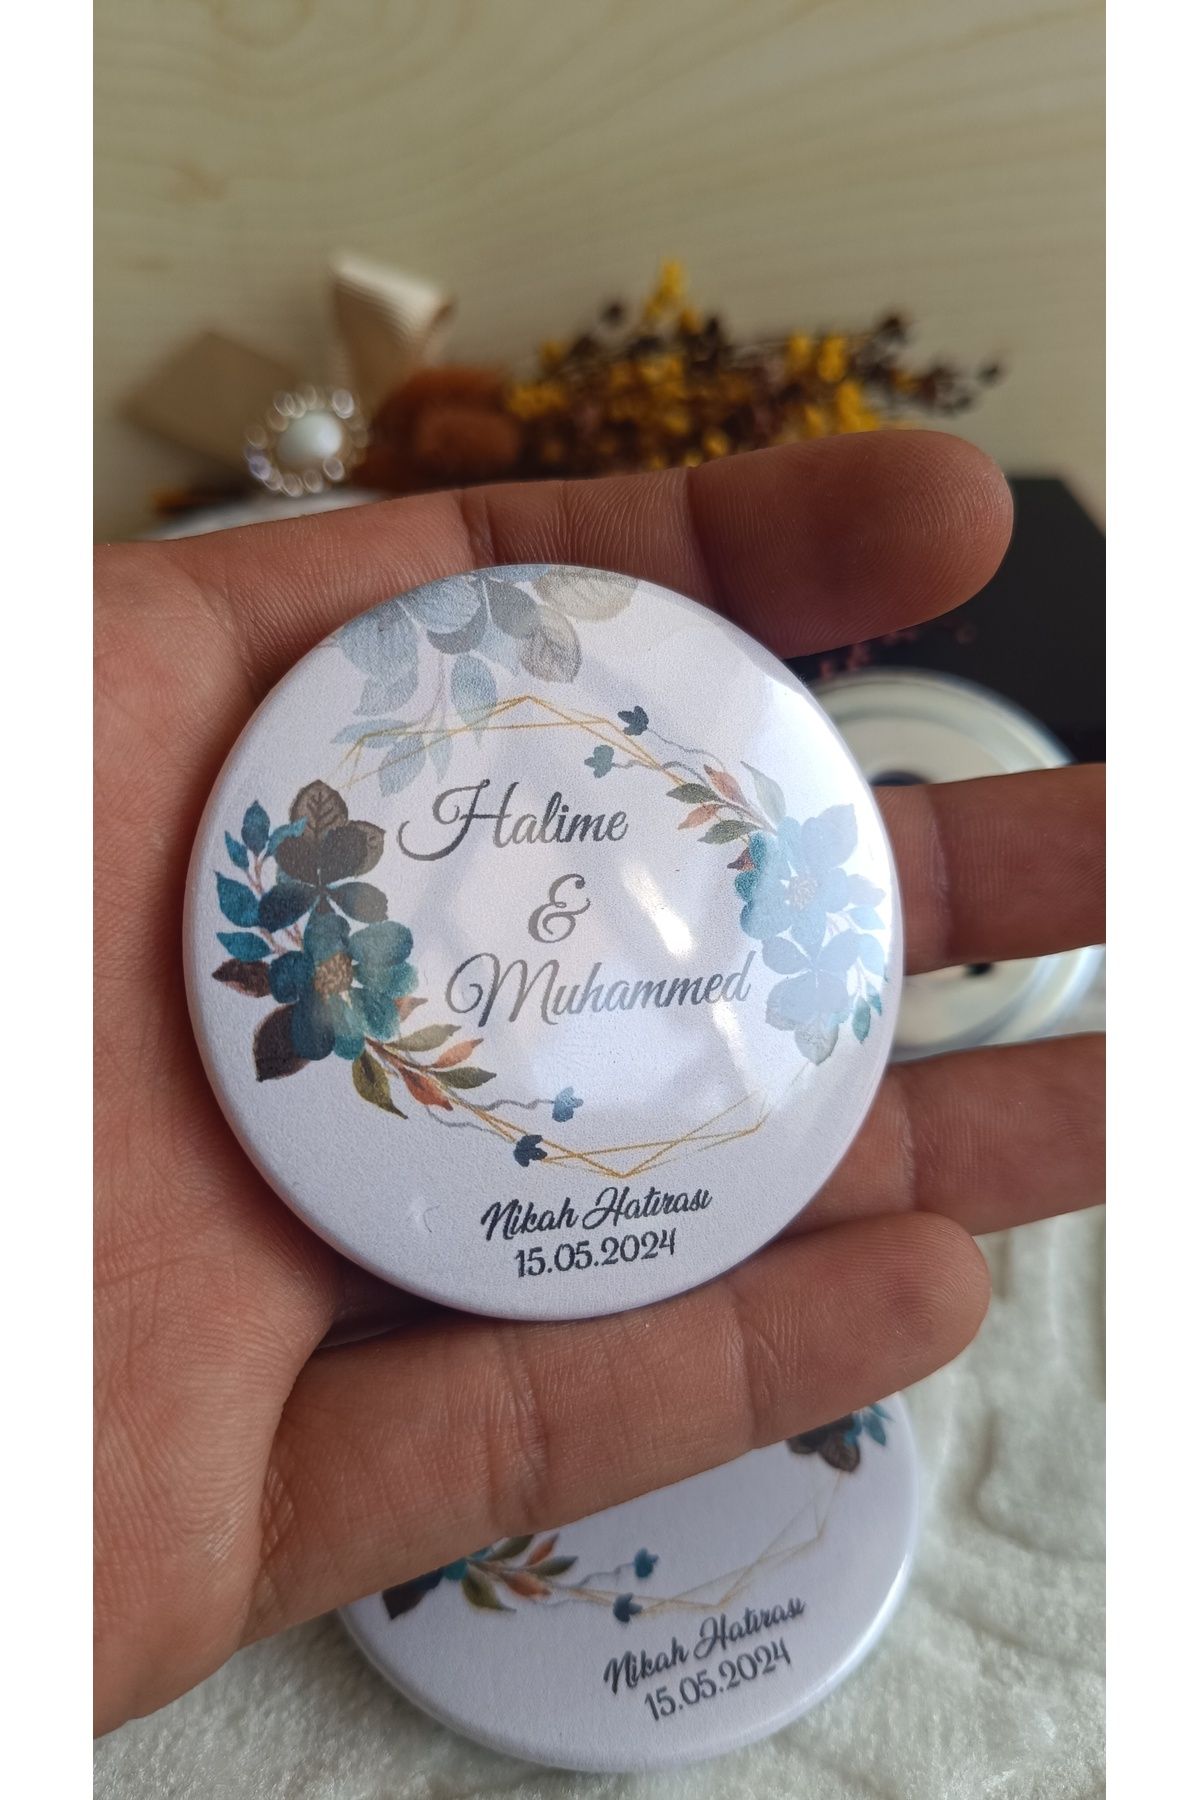 Halime
&
Muhammed
Nikah Hatırası
15.05.2024
Nikah Hatırası
15.05.2024